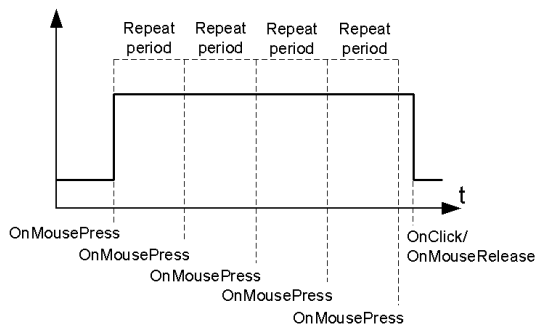 Repeat Repeat Repeat Repeat
period period period period
t
OnMousePress
OnMousePress
OnMousePress
OnMousePress
OnMousePress
OnClick/
OnMouseRelease